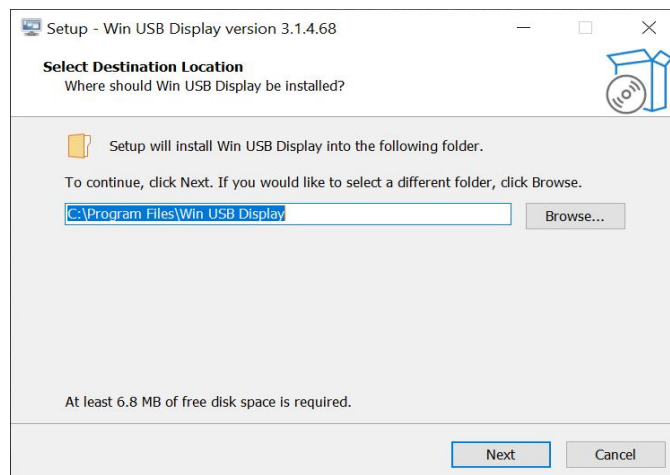 Setup - Win USB Display version 3.1.4.68
Select Destination Location
Where should Win USB Display be installed?
Setup will install Win USB Display into the following folder.
To continue, click Next. If you would like to select a different folder, click Browse.
C:\Program Files\Win USB Display
Browse...
At least 6.8 MB of free disk space is required.
Next
Cancel